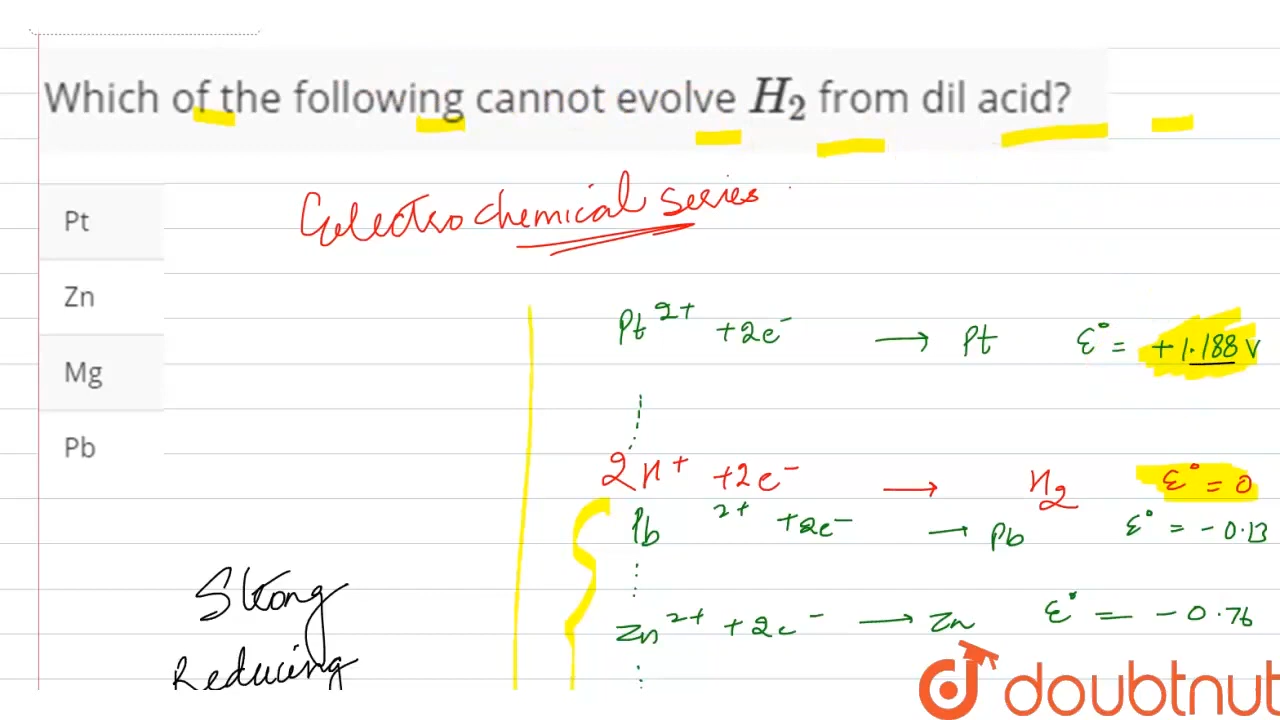 Which of the following cannot evolve H₂ from dil acid?
Pt
Zn
Mg
Pb
Electrochemical series
Pt²⁺ +2e⁻ → Pt ε° = +1.188 V
2H⁺ +2e⁻ → H₂ ε° = 0
Pb²⁺ +2e⁻ → Pb ε° = -0.13
Zn²⁺ +2e⁻ → Zn ε° = -0.76
Strong
Reducing
doubtnut